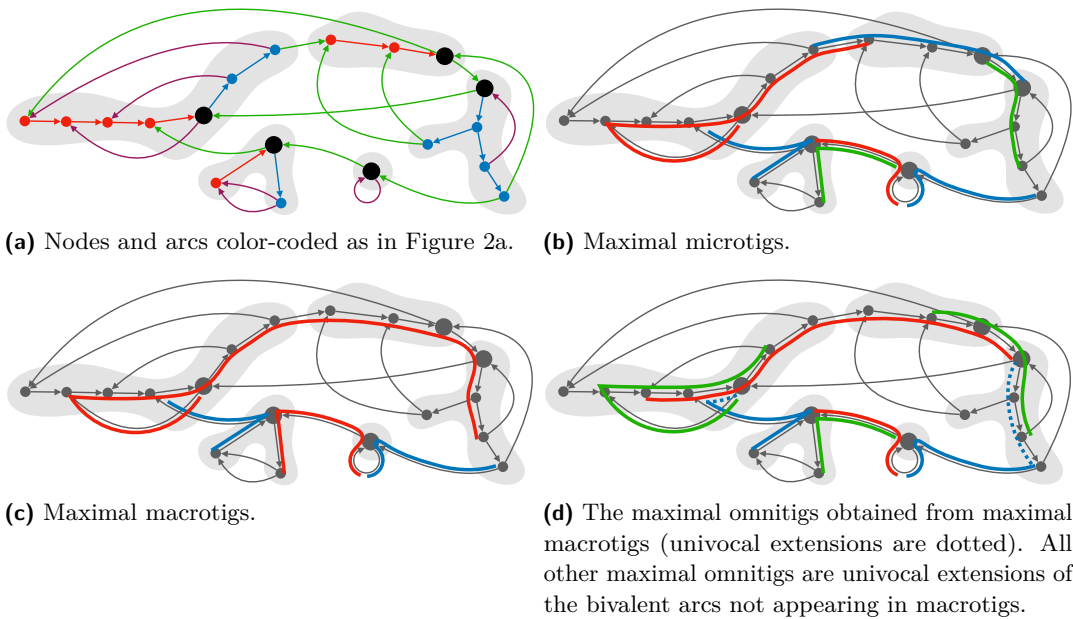 (a) Nodes and arcs color-coded as in Figure 2a.
(b) Maximal microtigs.
(c) Maximal macrotigs.
(d) The maximal omnitigs obtained from maximal
macrotigs (univocal extensions are dotted). All
other maximal omnitigs are univocal extensions of
the bivalent arcs not appearing in macrotigs.